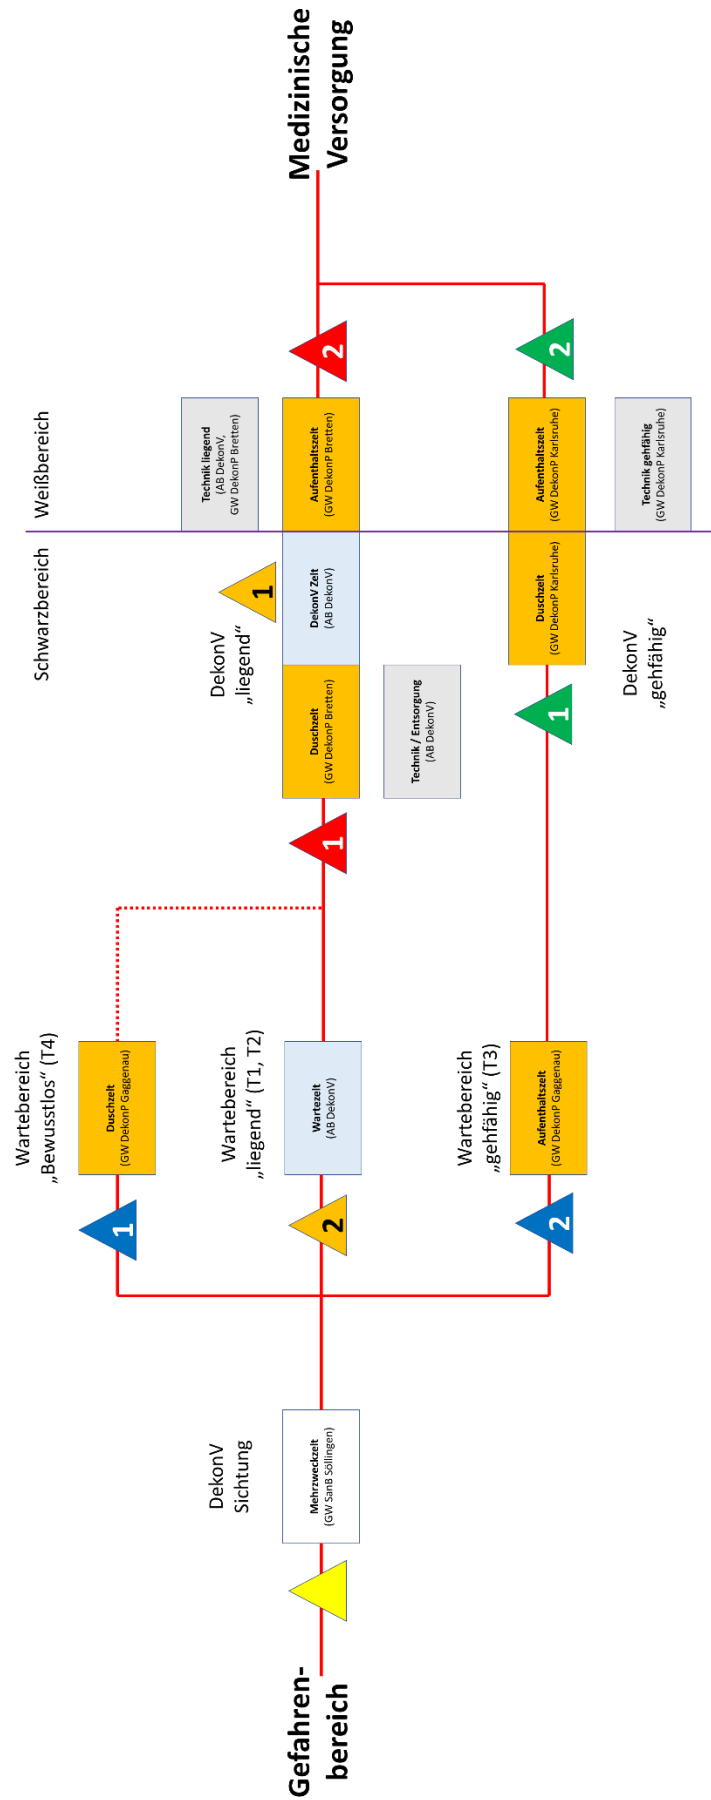 Schwarzbereich
Weißbereich
Wartebereich
„Bewusstlos“ (T4)
Duschzelt
(GW DekonP Gaggenau)
1
Technik liegend
(AB DekonV,
GW DekonP Bretten)
DekonV
Sichtung
Wartebereich
„liegend“ (T1, T2)
DekonV
„liegend“
1
Gefahren-
bereich
Mehrzweckzelt
(GW SanB Söllingen)
2
Wartezelt
(AB DekonV)
1
Duschzelt
(GW DekonP Bretten)
DekonV Zelt
(AB DekonV)
Aufenthaltszelt
(GW DekonP Bretten)
2
Medizinische
Versorgung
Technik / Entsorgung
(AB DekonV)
Wartebereich
„gehfähig“ (T3)
2
Aufenthaltszelt
(GW DekonP Gaggenau)
1
Duschzelt
(GW DekonP Karlsruhe)
Aufenthaltszelt
(GW DekonP Karlsruhe)
2
DekonV
„gehfähig“
Technik gehfähig
(GW DekonP Karlsruhe)